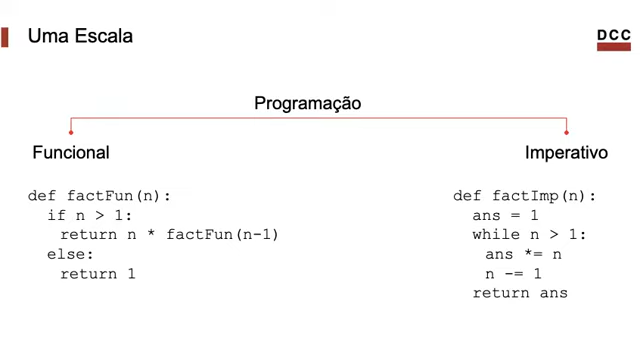 Uma Escala
DCC
Programação
Funcional
Imperativo
def factFun(n):
  if n > 1:
    return n * factFun(n-1)
  else:
    return 1
def factImp(n):
  ans = 1
  while n > 1:
    ans *= n
    n -= 1
  return ans